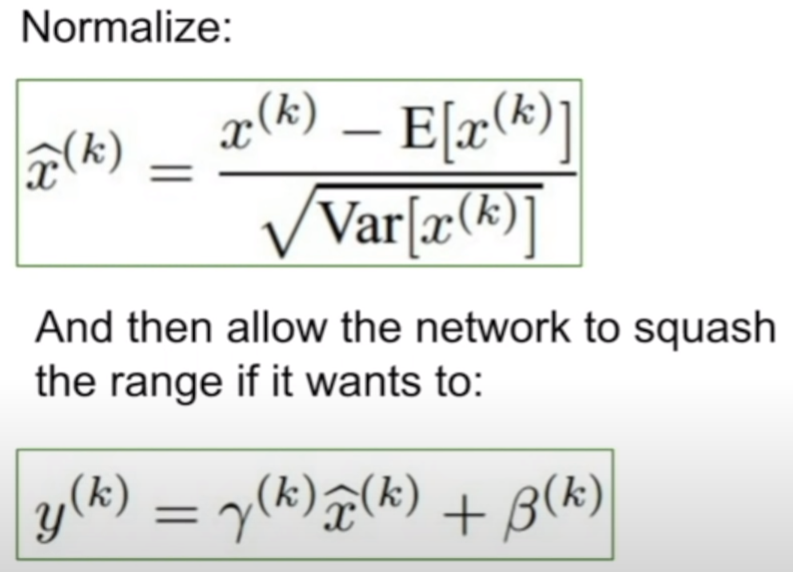 Normalize:
x̂^(k) = (x^(k) − E[x^(k)]) / √Var[x^(k)]
And then allow the network to squash
the range if it wants to:
y^(k) = γ^(k) x̂^(k) + β^(k)